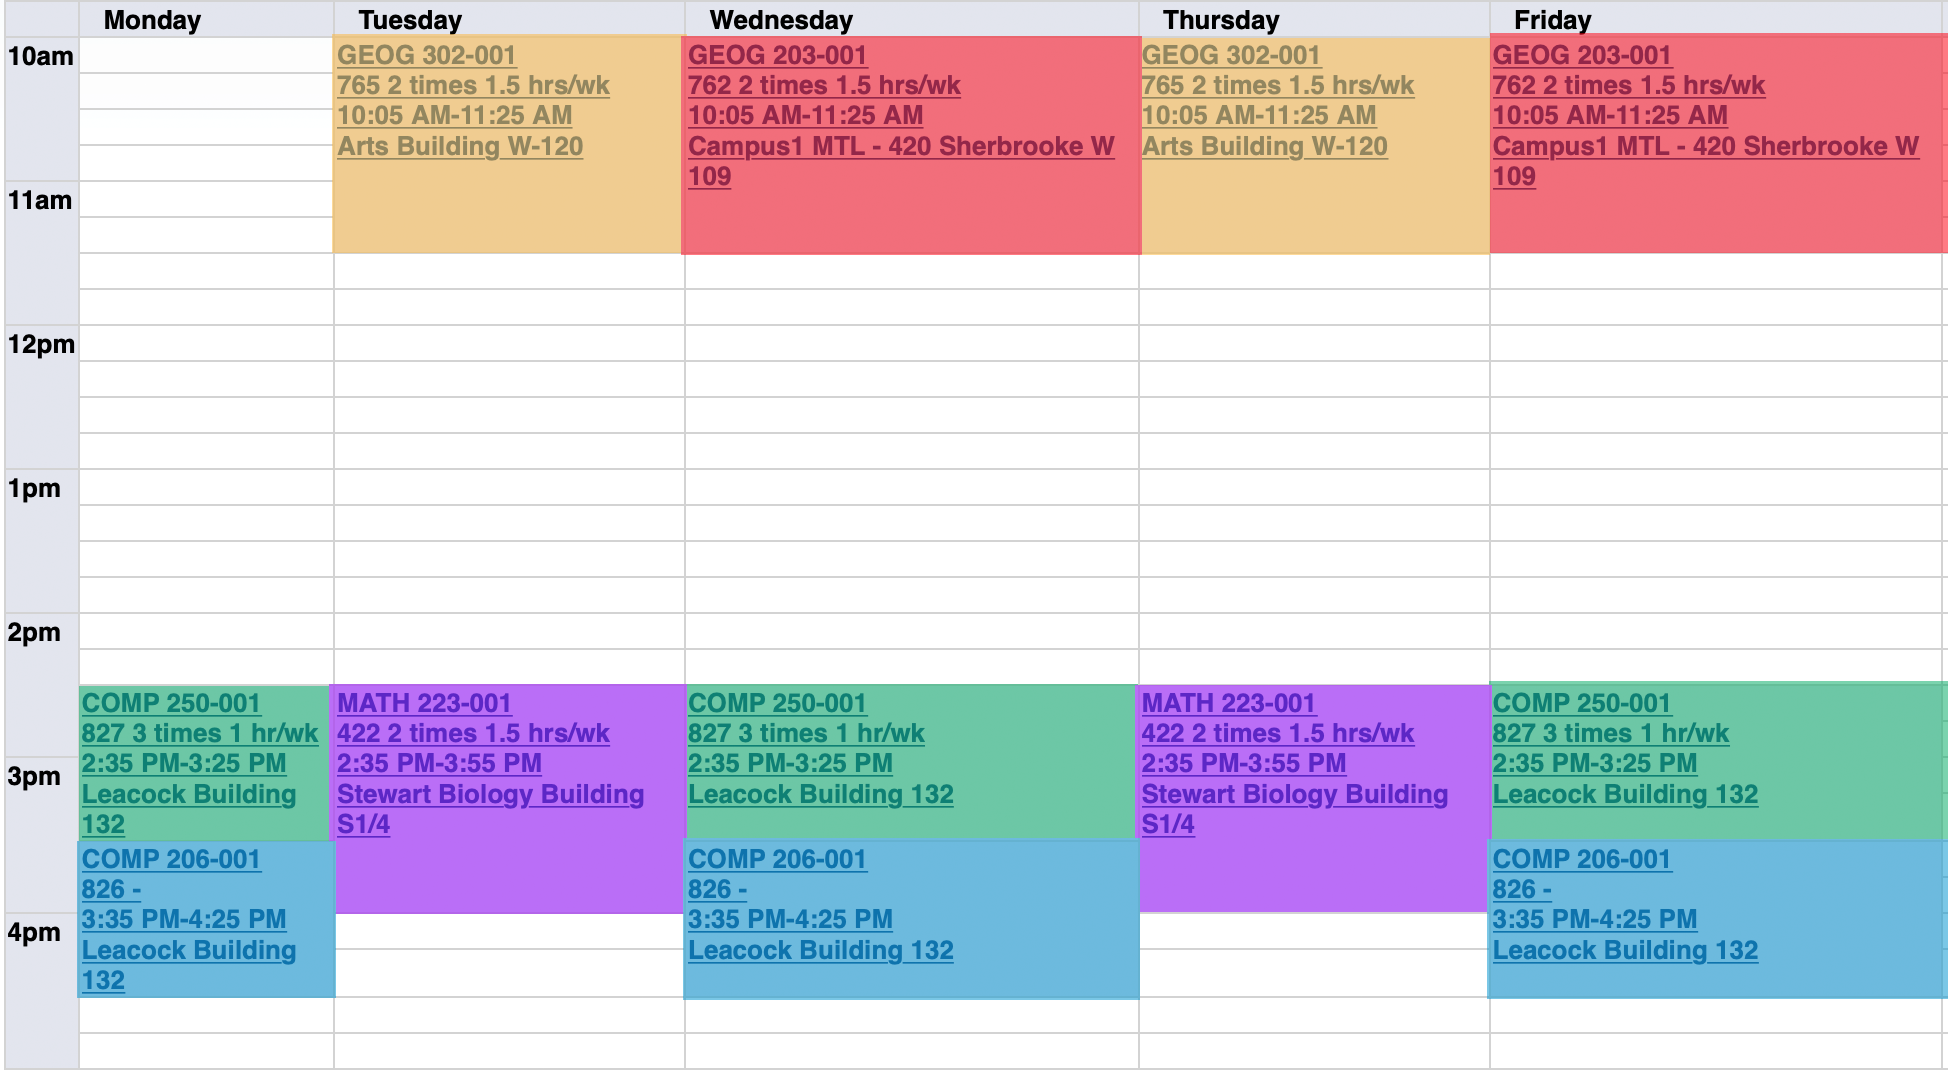 Monday Tuesday Wednesday Thursday Friday
10am
11am
12pm
1pm
2pm
3pm
4pm
COMP 250-001
827 3 times 1 hr/wk
2:35 PM-3:25 PM
Leacock Building
132
COMP 206-001
826 -
3:35 PM-4:25 PM
Leacock Building
132
GEOG 302-001
765 2 times 1.5 hrs/wk
10:05 AM-11:25 AM
Arts Building W-120
MATH 223-001
422 2 times 1.5 hrs/wk
2:35 PM-3:55 PM
Stewart Biology Building
S1/4
GEOG 203-001
762 2 times 1.5 hrs/wk
10:05 AM-11:25 AM
Campus1 MTL - 420 Sherbrooke W
109
COMP 250-001
827 3 times 1 hr/wk
2:35 PM-3:25 PM
Leacock Building 132
COMP 206-001
826 -
3:35 PM-4:25 PM
Leacock Building 132
GEOG 302-001
765 2 times 1.5 hrs/wk
10:05 AM-11:25 AM
Arts Building W-120
MATH 223-001
422 2 times 1.5 hrs/wk
2:35 PM-3:55 PM
Stewart Biology Building
S1/4
GEOG 203-001
762 2 times 1.5 hrs/wk
10:05 AM-11:25 AM
Campus1 MTL - 420 Sherbrooke W
109
COMP 250-001
827 3 times 1 hr/wk
2:35 PM-3:25 PM
Leacock Building 132
COMP 206-001
826 -
3:35 PM-4:25 PM
Leacock Building 132